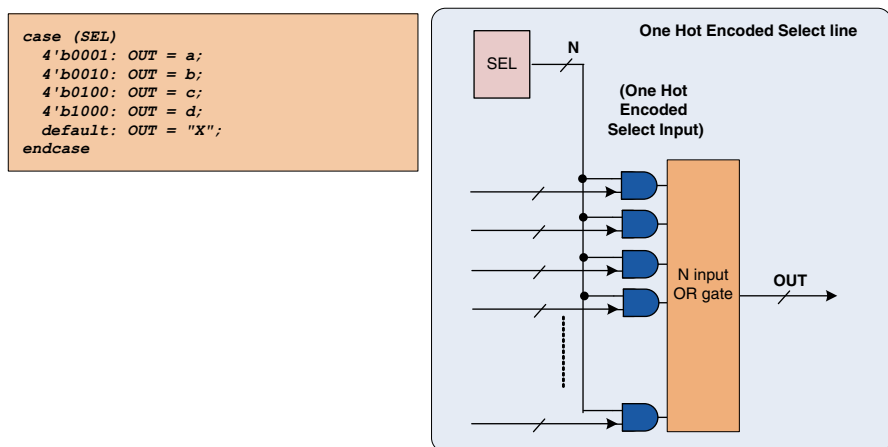 case (SEL)
4'b0001: OUT = a;
4'b0010: OUT = b;
4'b0100: OUT = c;
4'b1000: OUT = d;
default: OUT = "X";
endcase
One Hot Encoded Select line
SEL
N
(One Hot
Encoded
Select Input)
N input
OR gate
OUT